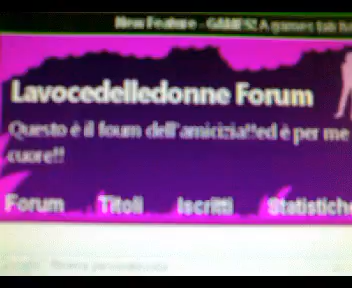 New Feature - GAMES! A games tab
Lavocedelledonne Forum
Questo è il foum dell'amicizia!!ed è per me
cuore!!
Forum Titoli Iscritti Statistiche